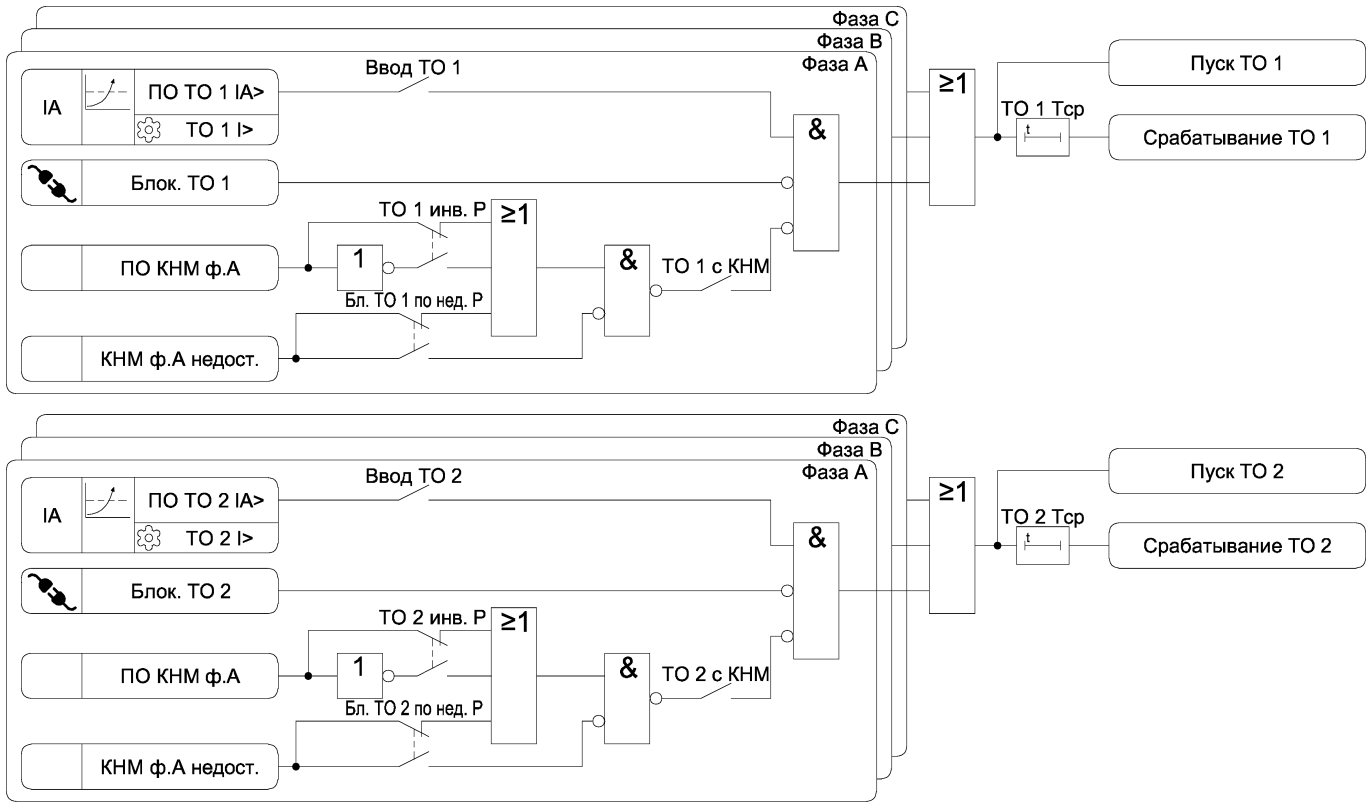 Фаза C
Фаза B
Фаза A
Ввод ТО 1
IA
ПО ТО 1 IA>
ТО 1 I>
&
≥1
Пуск ТО 1
ТО 1 Тср
t
Срабатывание ТО 1
Блок. ТО 1
ТО 1 инв. Р
≥1
ПО КНМ ф.А
1
&
ТО 1 с КНМ
Бл. ТО 1 по нед. Р
КНМ ф.А недост.
Фаза C
Фаза B
Фаза A
Ввод ТО 2
IA
ПО ТО 2 IA>
ТО 2 I>
&
≥1
Пуск ТО 2
ТО 2 Тср
t
Срабатывание ТО 2
Блок. ТО 2
ТО 2 инв. Р
≥1
ПО КНМ ф.А
1
&
ТО 2 с КНМ
Бл. ТО 2 по нед. Р
КНМ ф.А недост.